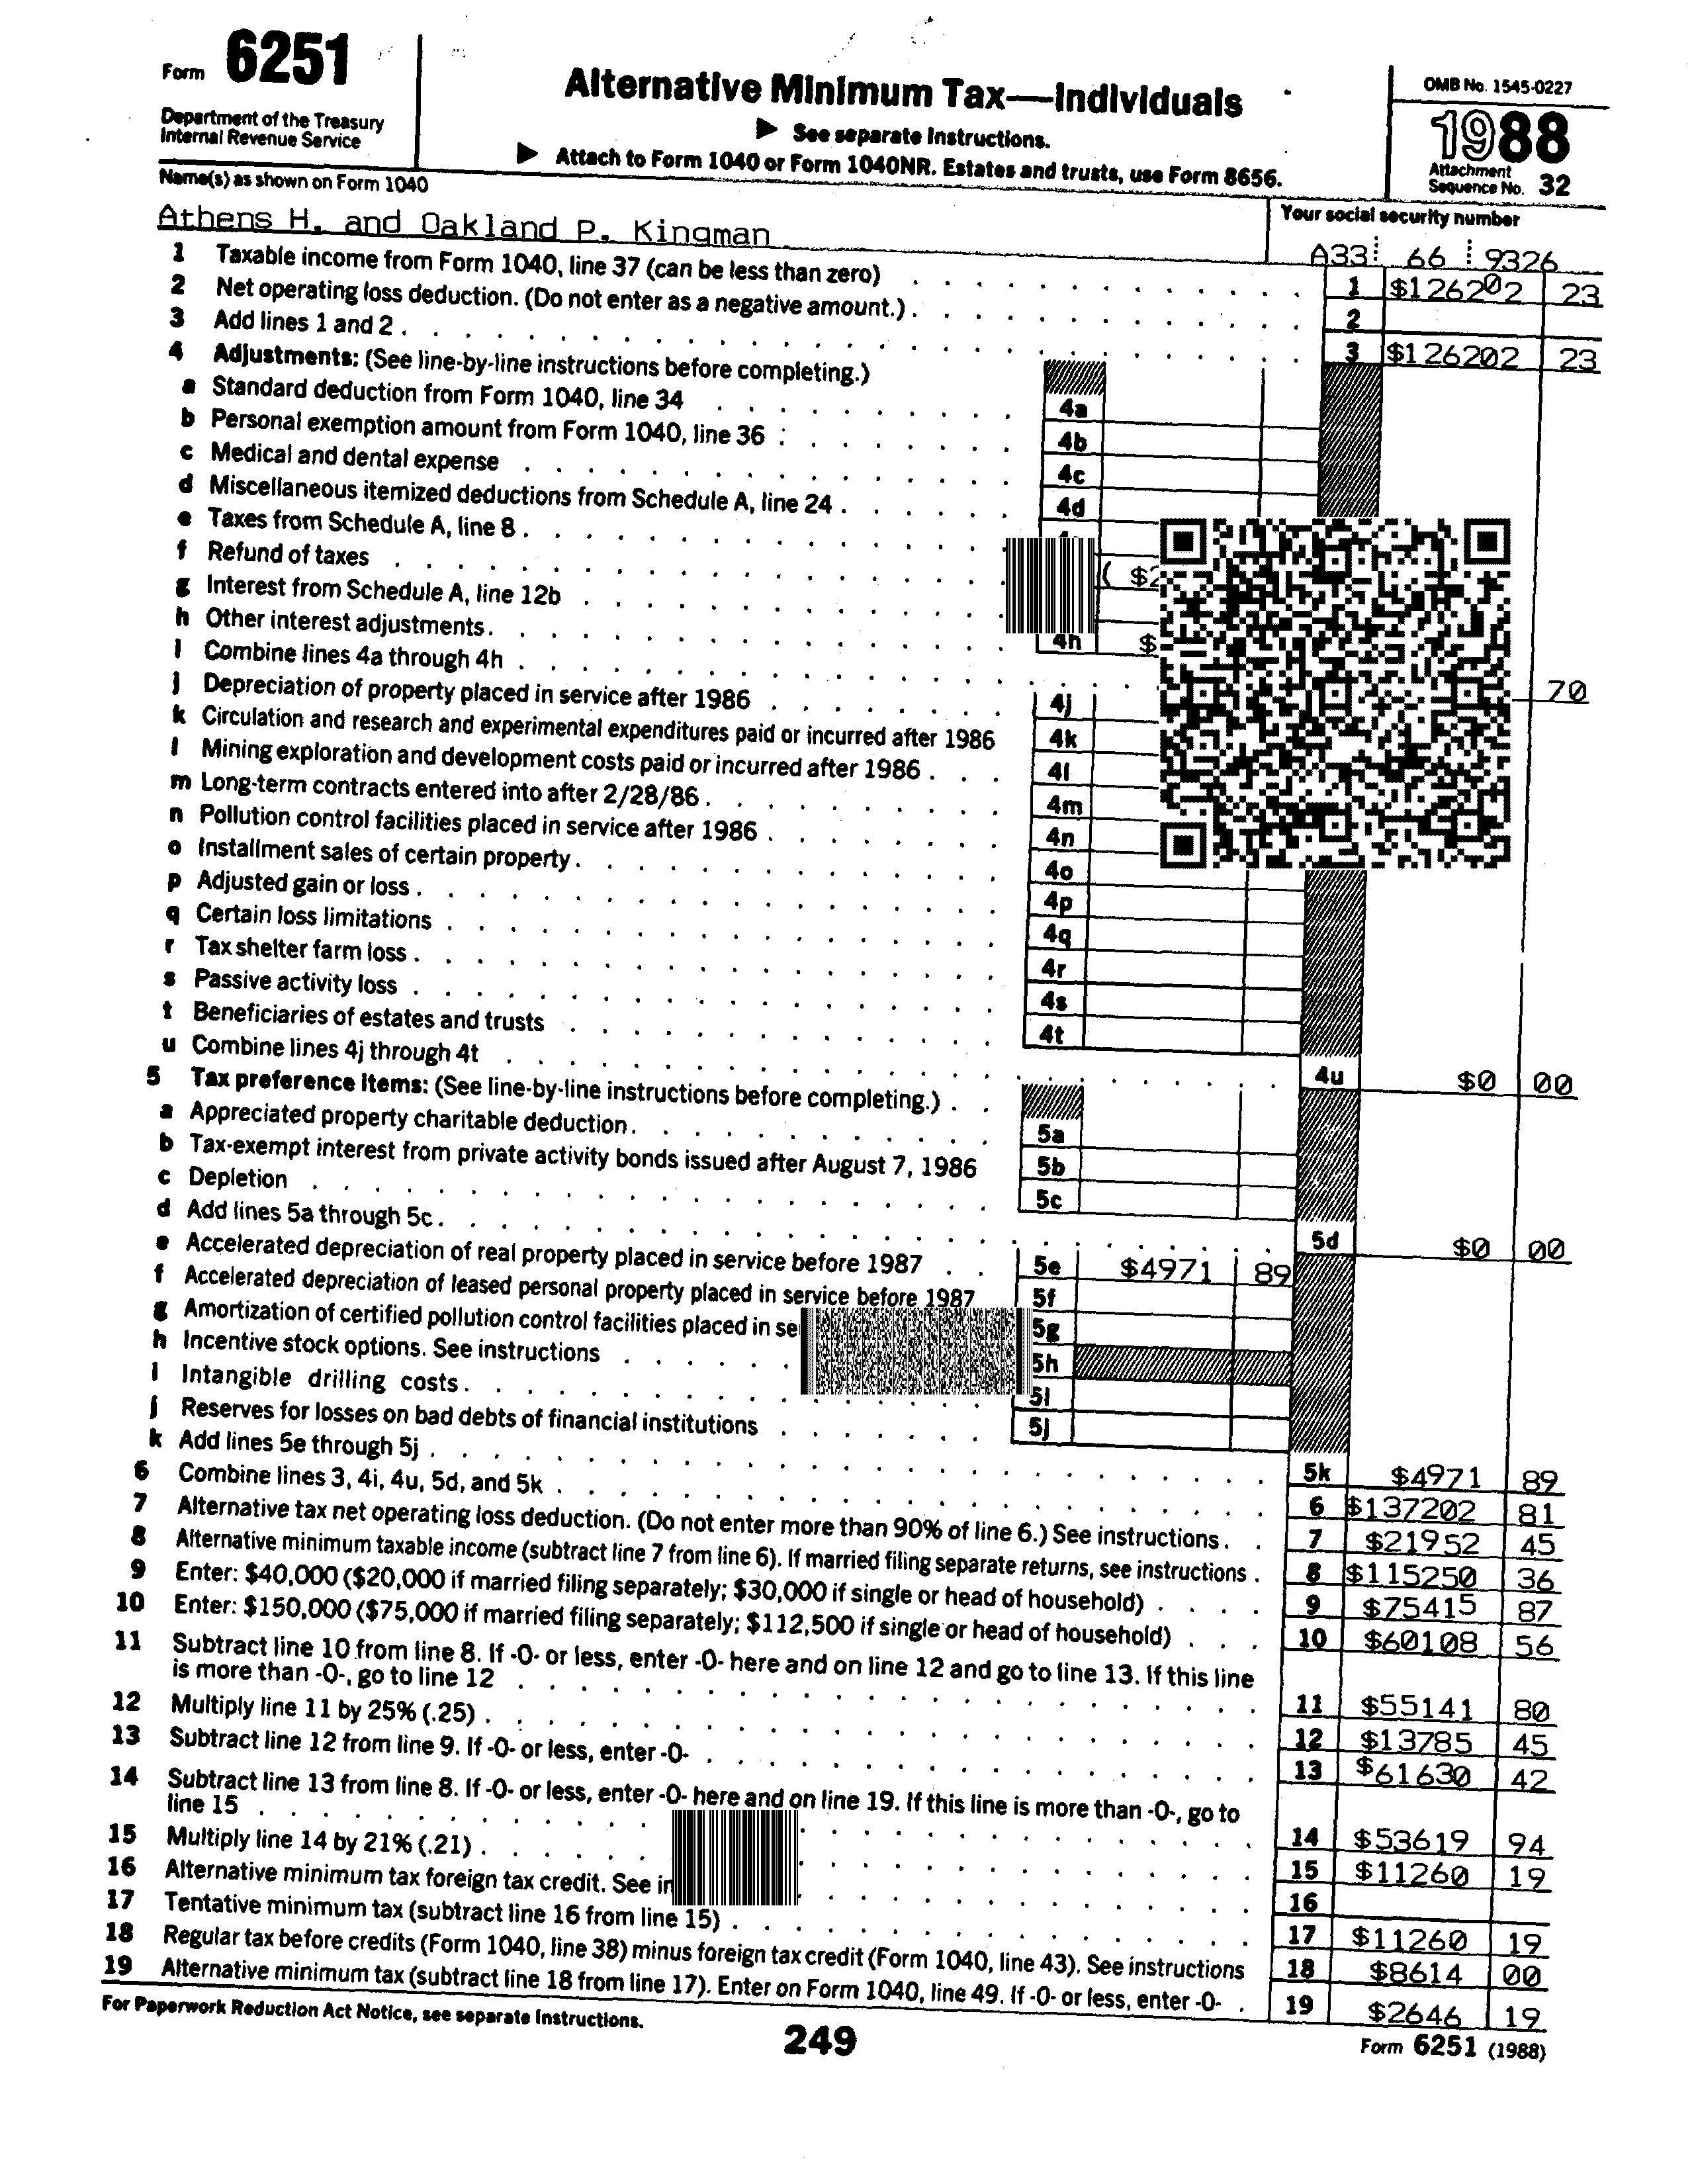 Form 6251
Department of the Treasury
Internal Revenue Service
Alternative Minimum Tax—Individuals
▶ See separate Instructions.
▶ Attach to Form 1040 or Form 1040NR. Estates and trusts, use Form 8656.
OMB No. 1545-0227
1988
Attachment
Sequence No. 32
Name(s) as shown on Form 1040
Athens H. and Oakland P. Kingman
Your social security number
A33 66 9326
1 Taxable income from Form 1040, line 37 (can be less than zero) 1 $126202 23
2 Net operating loss deduction. (Do not enter as a negative amount.) 2
3 Add lines 1 and 2 3 $126202 23
4 Adjustments: (See line-by-line instructions before completing.)
a Standard deduction from Form 1040, line 34 4a
b Personal exemption amount from Form 1040, line 36 4b
c Medical and dental expense 4c
d Miscellaneous itemized deductions from Schedule A, line 24 4d
e Taxes from Schedule A, line 8
f Refund of taxes ( $
g Interest from Schedule A, line 12b
h Other interest adjustments 4h $
i Combine lines 4a through 4h 70
j Depreciation of property placed in service after 1986 4j
k Circulation and research and experimental expenditures paid or incurred after 1986 4k
l Mining exploration and development costs paid or incurred after 1986 4l
m Long-term contracts entered into after 2/28/86 4m
n Pollution control facilities placed in service after 1986 4n
o Installment sales of certain property 4o
p Adjusted gain or loss 4p
q Certain loss limitations 4q
r Tax shelter farm loss 4r
s Passive activity loss 4s
t Beneficiaries of estates and trusts 4t
u Combine lines 4j through 4t 4u $0 00
5 Tax preference items: (See line-by-line instructions before completing.)
a Appreciated property charitable deduction 5a
b Tax-exempt interest from private activity bonds issued after August 7, 1986 5b
c Depletion 5c
d Add lines 5a through 5c 5d $0 00
e Accelerated depreciation of real property placed in service before 1987 5e $4971 89
f Accelerated depreciation of leased personal property placed in service before 1987 5f
g Amortization of certified pollution control facilities placed in 5g
h Incentive stock options. See instructions 5h
i Intangible drilling costs 5i
j Reserves for losses on bad debts of financial institutions 5j
k Add lines 5e through 5j 5k $4971 89
6 Combine lines 3, 4i, 4u, 5d, and 5k 6 $137202 81
7 Alternative tax net operating loss deduction. (Do not enter more than 90% of line 6.) See instructions 7 $21952 45
8 Alternative minimum taxable income (subtract line 7 from line 6). If married filing separate returns, see instructions 8 $115250 36
9 Enter: $40,000 ($20,000 if married filing separately; $30,000 if single or head of household) 9 $75415 87
10 Enter: $150,000 ($75,000 if married filing separately; $112,500 if single or head of household) 10 $60108 56
11 Subtract line 10 from line 8. If -0- or less, enter -0- here and on line 12 and go to line 13. If this line
is more than -0-, go to line 12 11 $55141 80
12 Multiply line 11 by 25% (.25) 12 $13785 45
13 Subtract line 12 from line 9. If -0- or less, enter -0- 13 $61630 42
14 Subtract line 13 from line 8. If -0- or less, enter -0- here and on line 19. If this line is more than -0-, go to
line 15 14 $53619 94
15 Multiply line 14 by 21% (.21) 15 $11260 19
16 Alternative minimum tax foreign tax credit. See 16
17 Tentative minimum tax (subtract line 16 from line 15) 17 $11260 19
18 Regular tax before credits (Form 1040, line 38) minus foreign tax credit (Form 1040, line 43). See instructions 18 $8614 00
19 Alternative minimum tax (subtract line 18 from line 17). Enter on Form 1040, line 49. If -0- or less, enter -0- 19 $2646 19
For Paperwork Reduction Act Notice, see separate Instructions.
249
Form 6251 (1988)